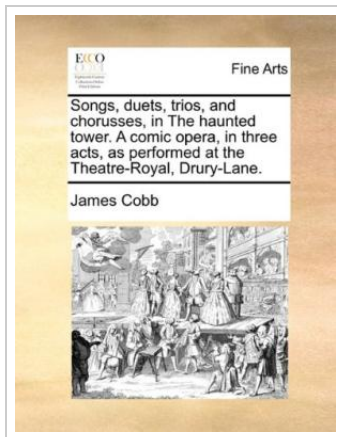 ECCO
Fine Arts
Songs, duets, trios, and
chorusses, in The haunted
tower. A comic opera, in three
acts, as performed at the
Theatre-Royal, Drury-Lane.
James Cobb